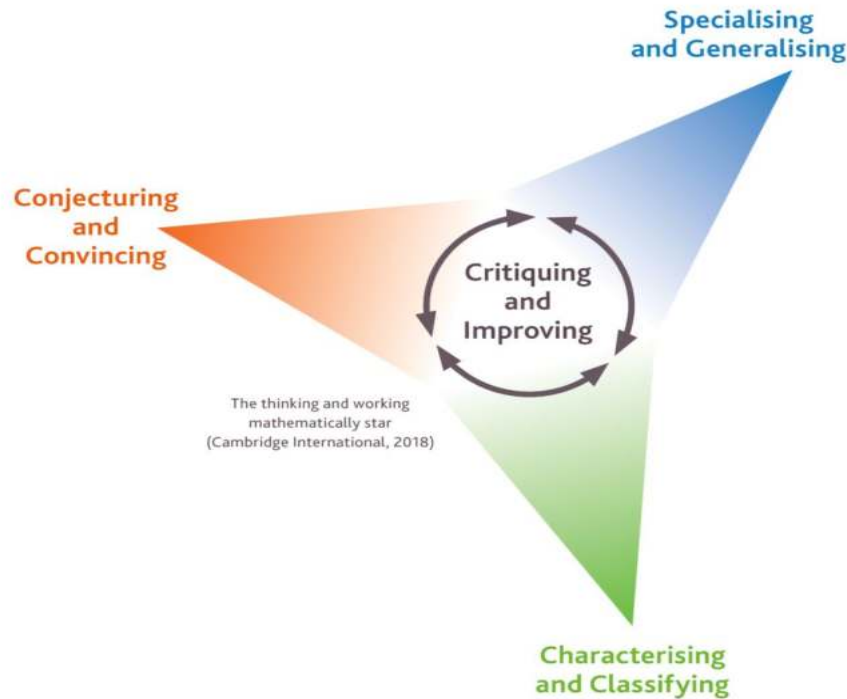 Specialising
and Generalising
Conjecturing
and
Convincing
Critiquing
and
Improving
The thinking and working
mathematically star
(Cambridge International, 2018)
Characterising
and Classifying